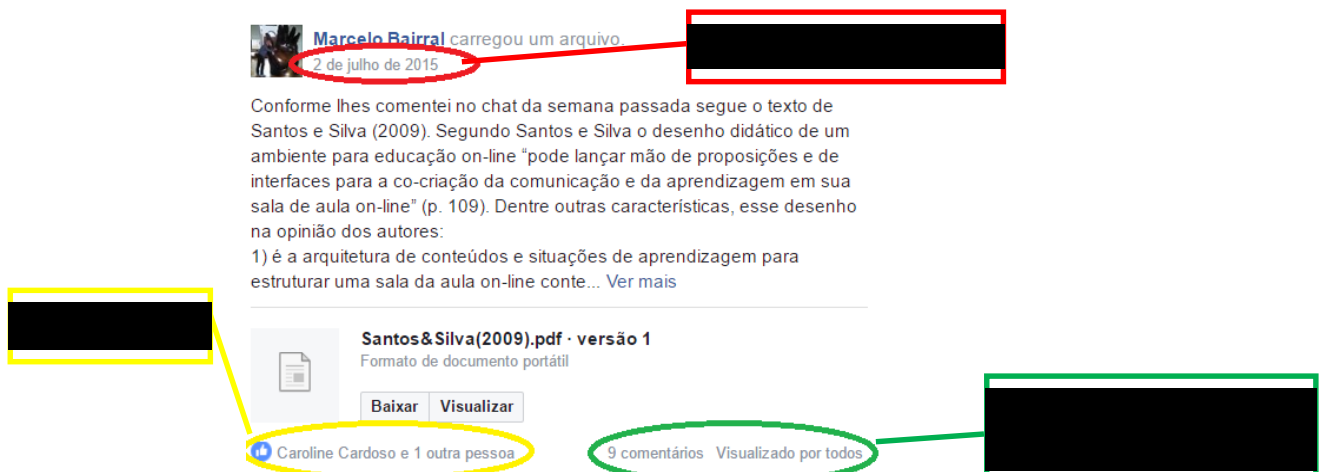 Marcelo Bairral carregou um arquivo.
2 de julho de 2015
Conforme lhes comentei no chat da semana passada segue o texto de
Santos e Silva (2009). Segundo Santos e Silva o desenho didático de um
ambiente para educação on-line “pode lançar mão de proposições e de
interfaces para a co-criação da comunicação e da aprendizagem em sua
sala de aula on-line” (p. 109). Dentre outras características, esse desenho
na opinião dos autores:
1) é a arquitetura de conteúdos e situações de aprendizagem para
estruturar uma sala da aula on-line conte... Ver mais
Santos&Silva(2009).pdf · versão 1
Formato de documento portátil
Baixar Visualizar
Caroline Cardoso e 1 outra pessoa 9 comentários Visualizado por todos